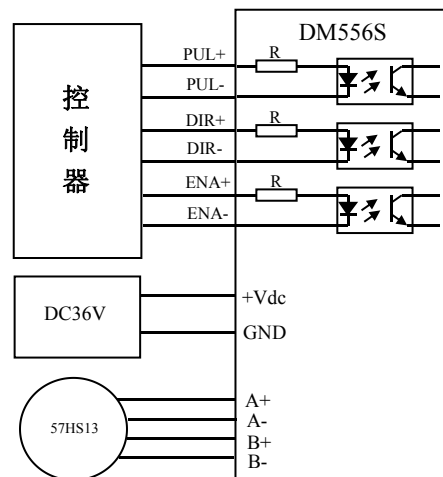 DM556S
控
制
器
PUL+
R
PUL-
DIR+
R
DIR-
ENA+
R
ENA-
DC36V
+Vdc
GND
57HS13
A+
A-
B+
B-